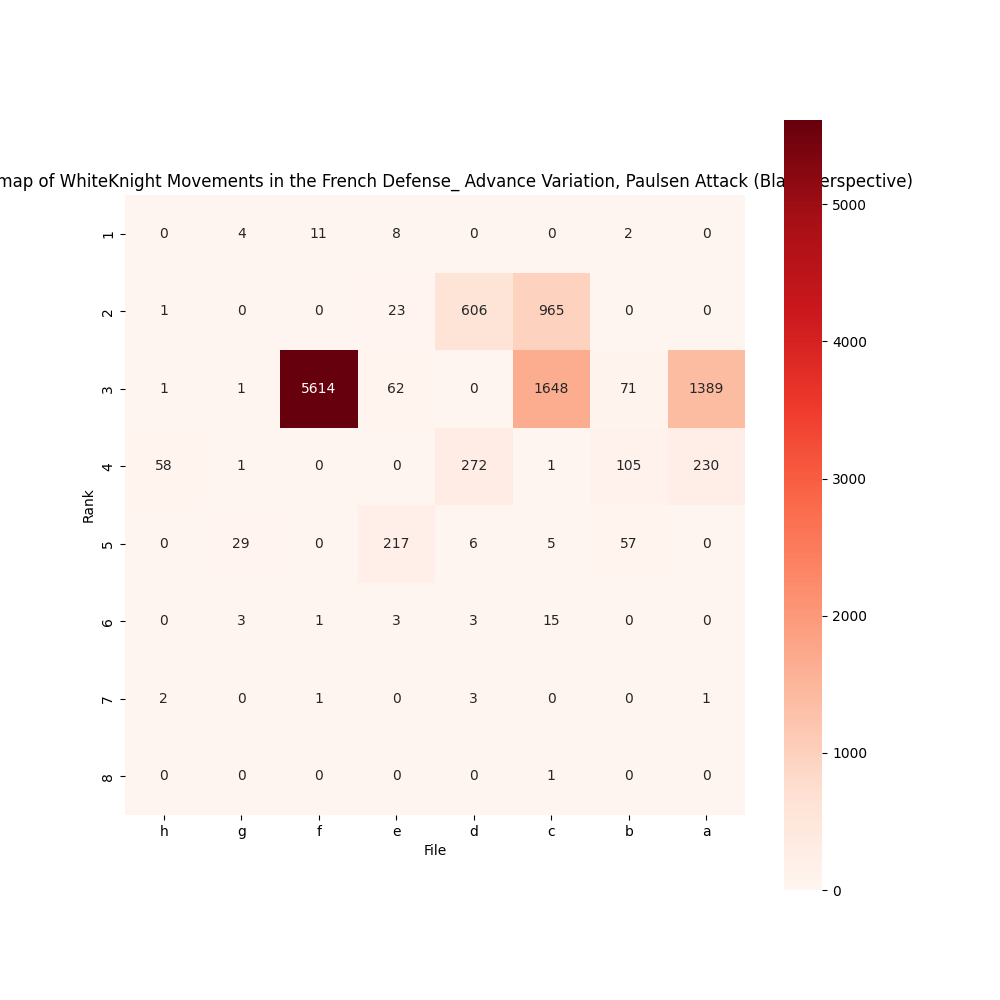 map of WhiteKnight Movements in the French Defense_ Advance Variation, Paulsen Attack (Bla erspective)
1 0 4 11 8 0 0 2 0
2 1 0 0 23 606 965 0 0
3 1 1 5614 62 0 1648 71 1389
4 58 1 0 0 272 1 105 230
5 0 29 0 217 6 5 57 0
6 0 3 1 3 3 15 0 0
7 2 0 1 0 3 0 0 1
8 0 0 0 0 0 1 0 0
h g f e d c b a
File
Rank
5000
4000
3000
2000
1000
0